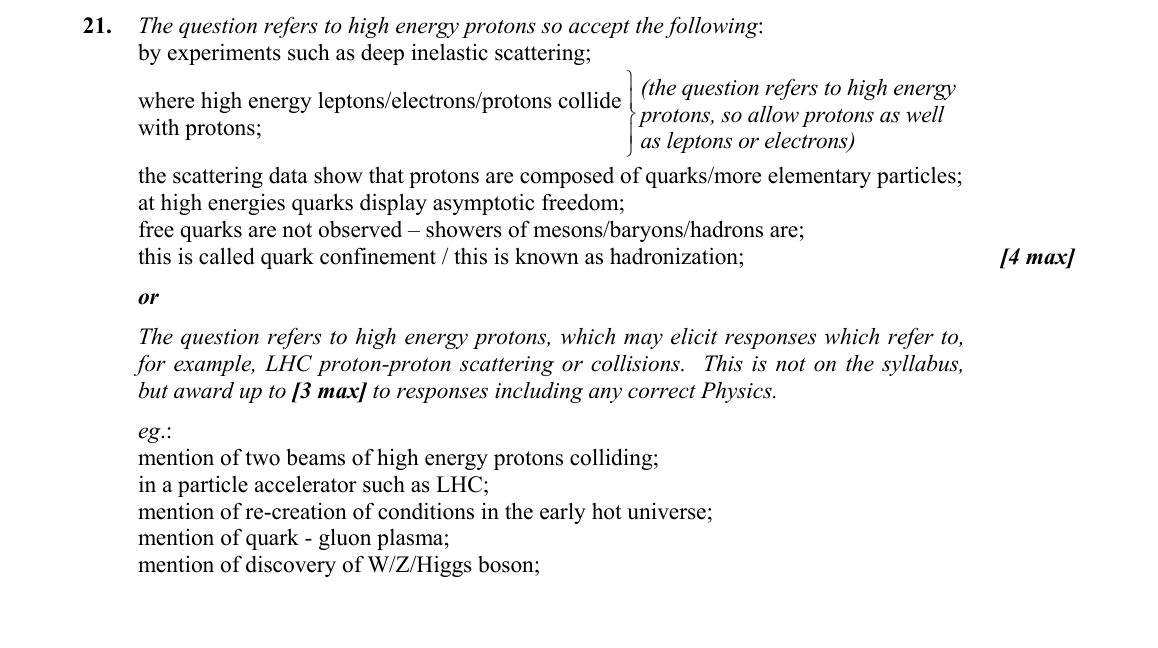 21. The question refers to high energy protons so accept the following:
by experiments such as deep inelastic scattering;
where high energy leptons/electrons/protons collide
with protons;
(the question refers to high energy
protons, so allow protons as well
as leptons or electrons)
the scattering data show that protons are composed of quarks/more elementary particles;
at high energies quarks display asymptotic freedom;
free quarks are not observed – showers of mesons/baryons/hadrons are;
this is called quark confinement / this is known as hadronization; [4 max]
or
The question refers to high energy protons, which may elicit responses which refer to,
for example, LHC proton-proton scattering or collisions. This is not on the syllabus,
but award up to [3 max] to responses including any correct Physics.
eg.:
mention of two beams of high energy protons colliding;
in a particle accelerator such as LHC;
mention of re-creation of conditions in the early hot universe;
mention of quark - gluon plasma;
mention of discovery of W/Z/Higgs boson;